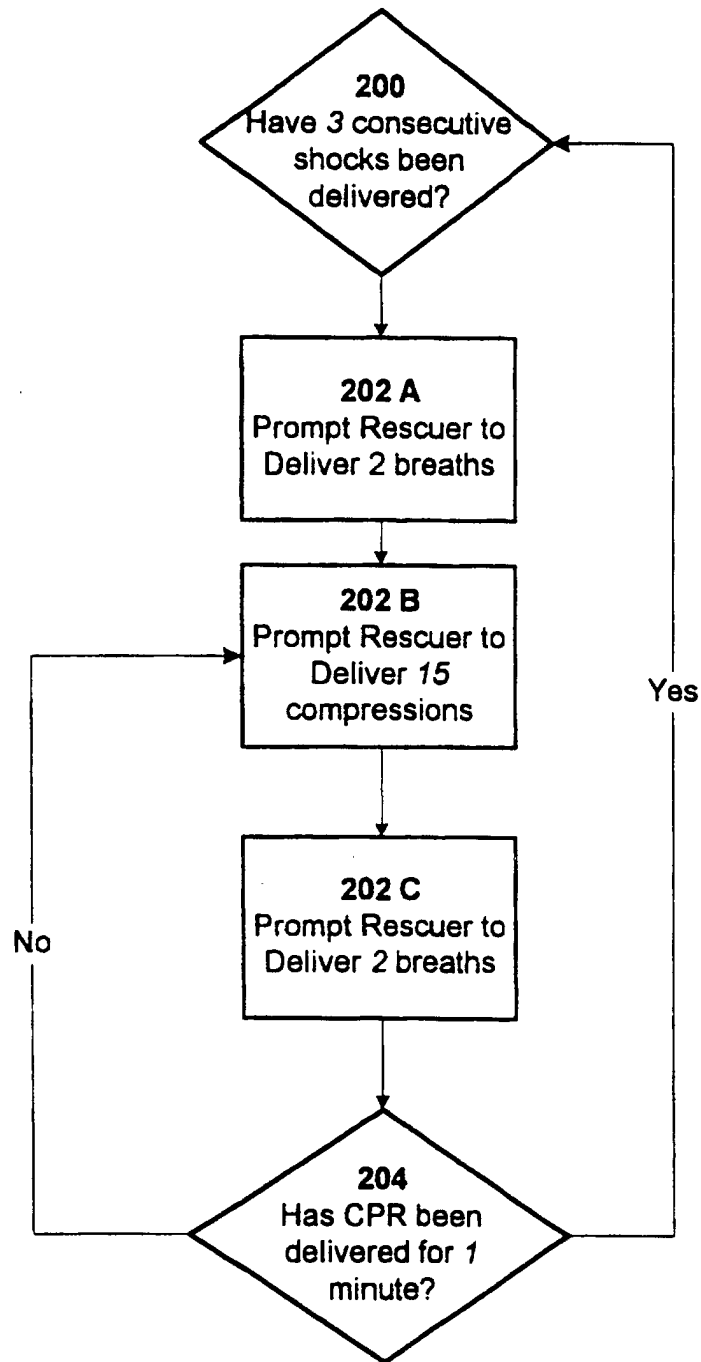 200
Have 3 consecutive
shocks been
delivered?
202 A
Prompt Rescuer to
Deliver 2 breaths
202 B
Prompt Rescuer to
Deliver 15
compressions
Yes
202 C
Prompt Rescuer to
Deliver 2 breaths
No
204
Has CPR been
delivered for 1
minute?